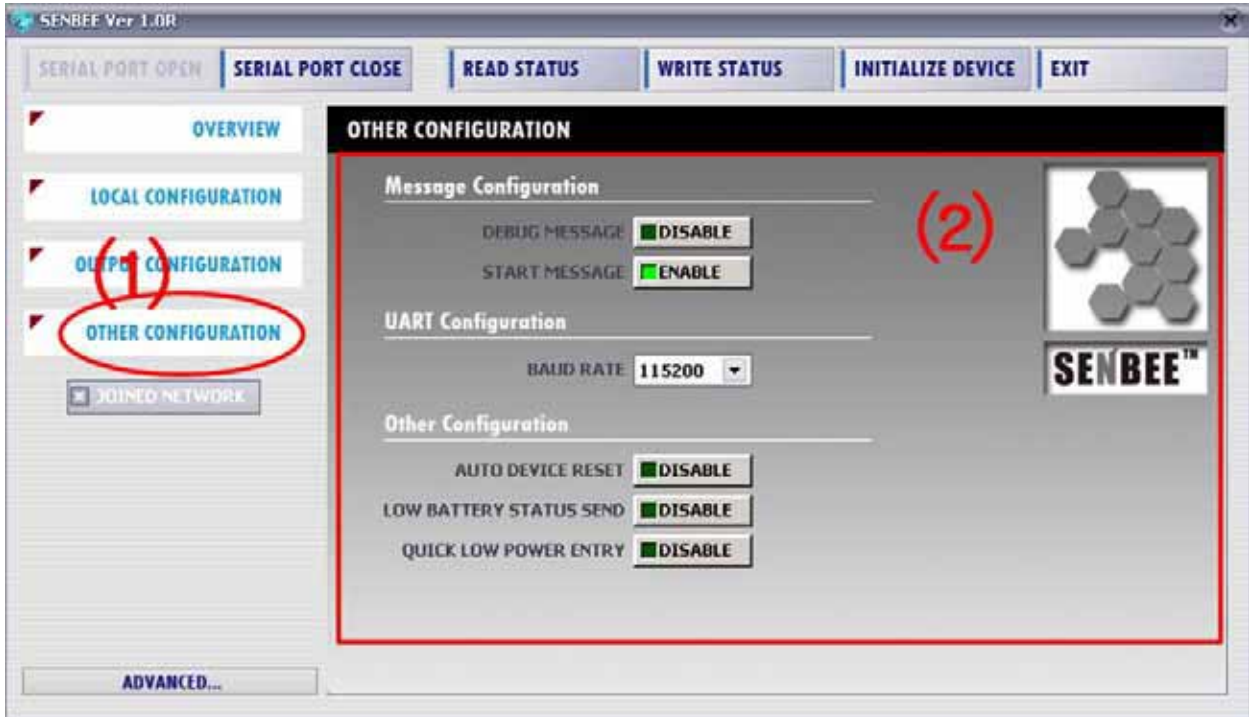 SENBEE Ver 1.0R
SERIAL PORT OPEN SERIAL PORT CLOSE READ STATUS WRITE STATUS INITIALIZE DEVICE EXIT
OVERVIEW
LOCAL CONFIGURATION
OUTPUT CONFIGURATION
(1)
OTHER CONFIGURATION
JOINED NETWORK
ADVANCED...
OTHER CONFIGURATION
(2)
Message Configuration
DEBUG MESSAGE DISABLE
START MESSAGE ENABLE
UART Configuration
BAUD RATE 115200
Other Configuration
AUTO DEVICE RESET DISABLE
LOW BATTERY STATUS SEND DISABLE
QUICK LOW POWER ENTRY DISABLE
SENBEE™